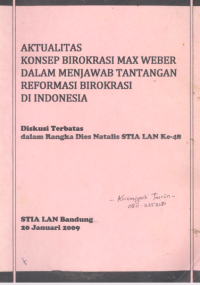 AKTUALITAS
KONSEP BIROKRASI MAX WEBER
DALAM MENJAWAB TANTANGAN
REFORMASI BIROKRASI
DI INDONESIA
Diskusi Terbatas
dalam Rangka Dies Natalis STIA LAN Ke-48
STIA LAN Bandung
20 Januari 2009